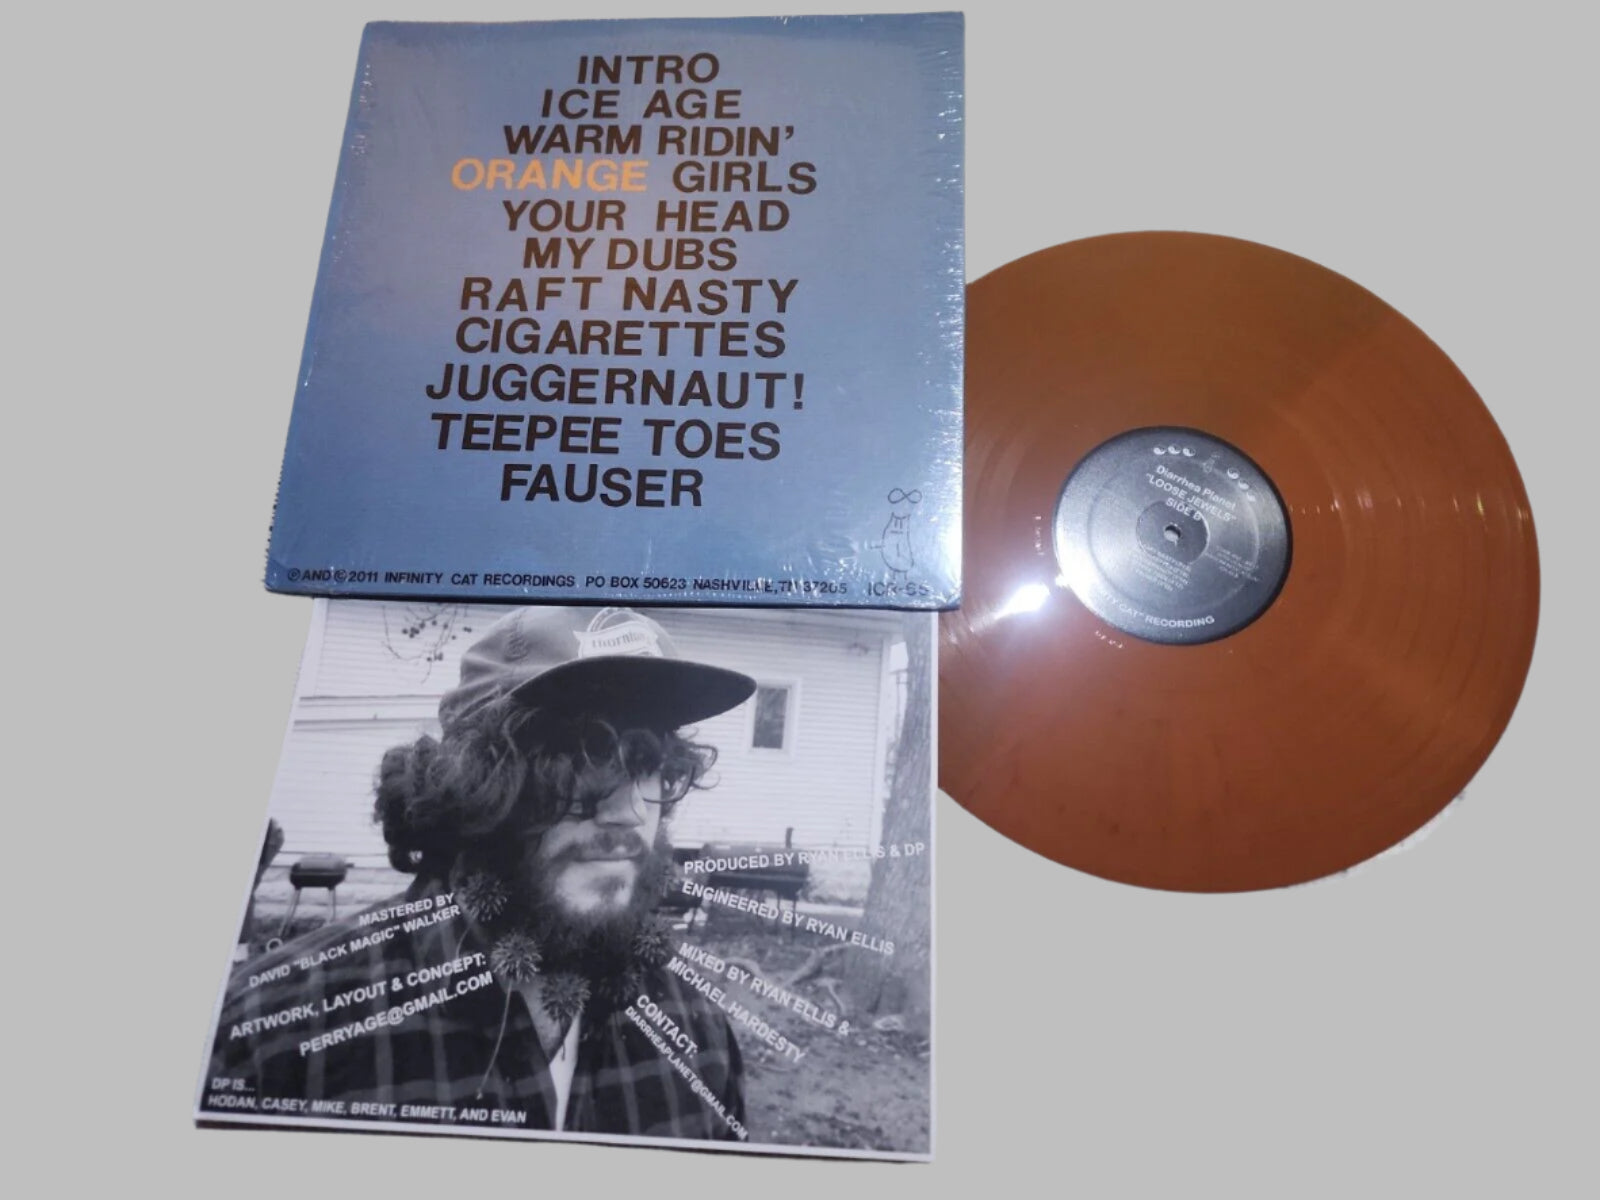 INTRO
ICE AGE
WARM RIDIN'
ORANGE GIRLS
YOUR HEAD
MY DUBS
RAFT NASTY
CIGARETTES
JUGGERNAUT!
TEEPEE TOES
FAUSER
℗ AND © 2011 INFINITY CAT RECORDINGS PO BOX 50623 NASHVILLE, TN 37205
Diarrhea Planet
"LOOSE JEWELS"
SIDE B
CAT" RECORDING
PRODUCED BY RYAN ELLIS & DP
ENGINEERED BY RYAN ELLIS
MIXED BY RYAN ELLIS &
MICHAEL HARDESTY
CONTACT:
DIARRHEAPLANET@GMAIL.COM
MASTERED BY
DAVID "BLACK MAGIC" WALKER
ARTWORK, LAYOUT & CONCEPT:
PERRYAGE@GMAIL.COM
DP IS...
HODAN, CASEY, MIKE, BRENT, EMMETT, AND EVAN